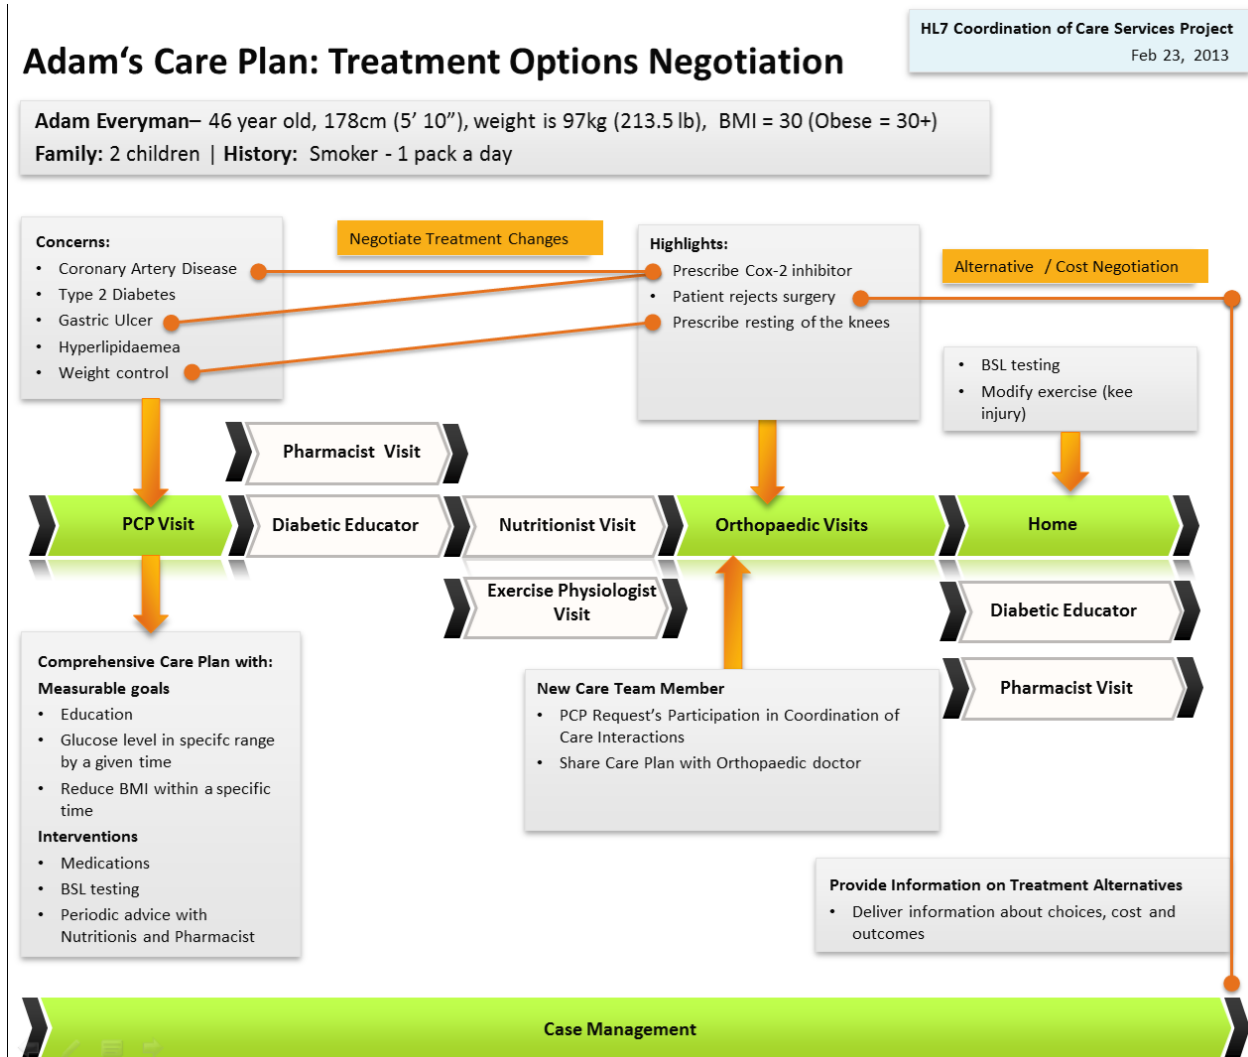 HL7 Coordination of Care Services Project
Feb 23, 2013
Adam‘s Care Plan: Treatment Options Negotiation
Adam Everyman– 46 year old, 178cm (5’ 10”), weight is 97kg (213.5 lb), BMI = 30 (Obese = 30+)
Family: 2 children | History: Smoker - 1 pack a day
Concerns:
• Coronary Artery Disease
• Type 2 Diabetes
• Gastric Ulcer
• Hyperlipidaemea
• Weight control
Negotiate Treatment Changes
Highlights:
• Prescribe Cox-2 inhibitor
• Patient rejects surgery
• Prescribe resting of the knees
Alternative / Cost Negotiation
• BSL testing
• Modify exercise (kee
injury)
Pharmacist Visit
PCP Visit
Diabetic Educator
Nutritionist Visit
Orthopaedic Visits
Home
Exercise Physiologist
Visit
Diabetic Educator
Pharmacist Visit
Comprehensive Care Plan with:
Measurable goals
• Education
• Glucose level in specifc range
by a given time
• Reduce BMI within a specific
time
Interventions
• Medications
• BSL testing
• Periodic advice with
Nutritionis and Pharmacist
New Care Team Member
• PCP Request’s Participation in Coordination of
Care Interactions
• Share Care Plan with Orthopaedic doctor
Provide Information on Treatment Alternatives
• Deliver information about choices, cost and
outcomes
Case Management